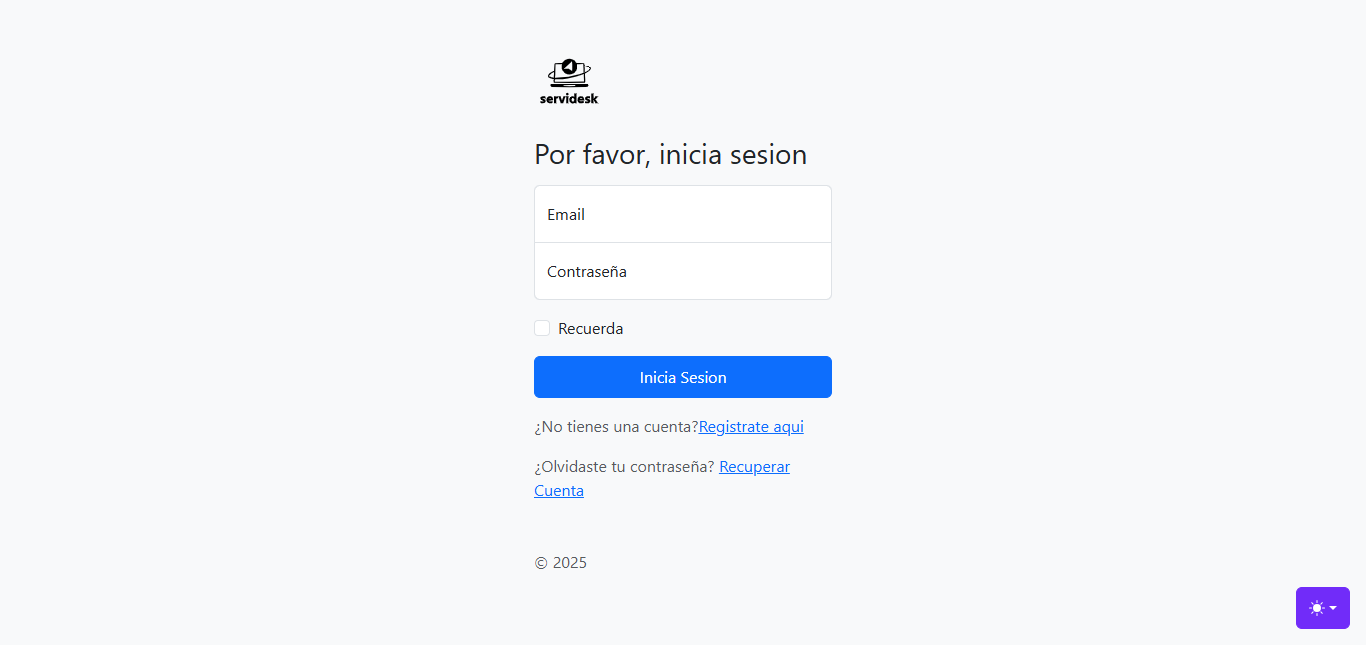 servidesk
Por favor, inicia sesion
Email
Contraseña
Recuerda
Inicia Sesion
¿No tienes una cuenta?Registrate aqui
¿Olvidaste tu contraseña? Recuperar
Cuenta
© 2025